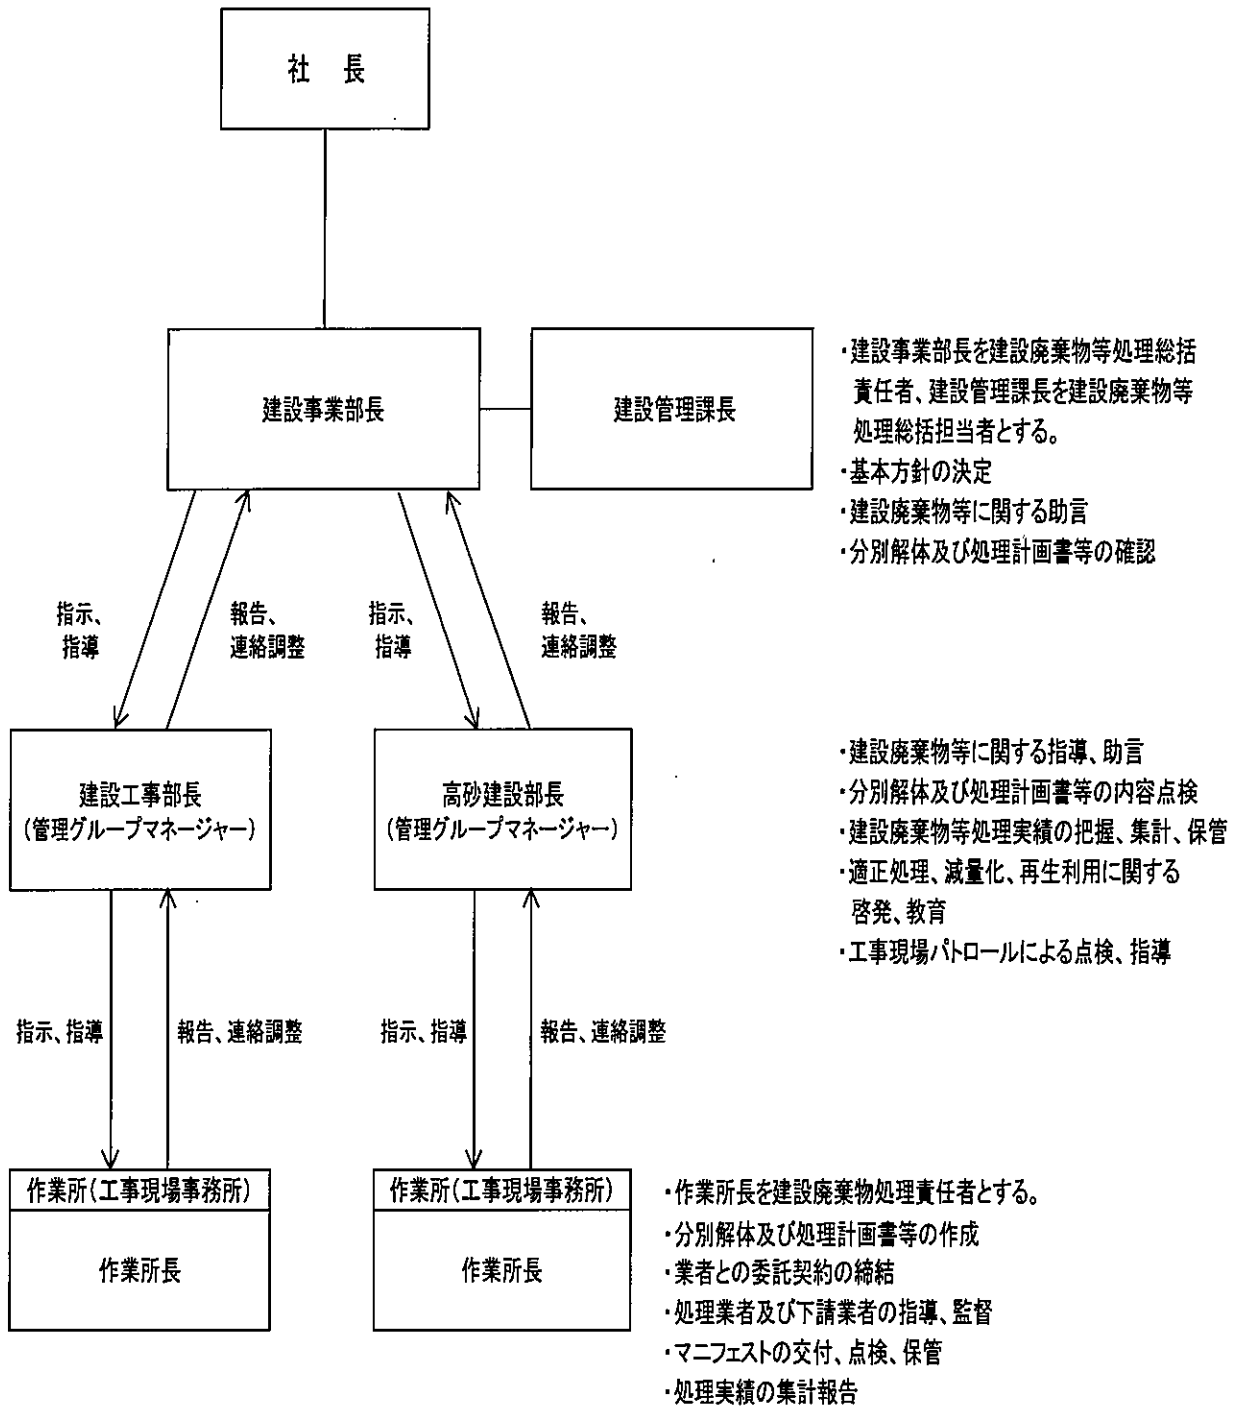 社　長
建設事業部長
建設管理課長
・建設事業部長を建設廃棄物等処理総括
責任者、建設管理課長を建設廃棄物等
処理総括担当者とする。
・基本方針の決定
・建設廃棄物等に関する助言
・分別解体及び処理計画書等の確認
指示、
指導
報告、
連絡調整
指示、
指導
報告、
連絡調整
建設工事部長
(管理グループマネージャー)
高砂建設部長
(管理グループマネージャー)
・建設廃棄物等に関する指導、助言
・分別解体及び処理計画書等の内容点検
・建設廃棄物等処理実績の把握、集計、保管
・適正処理、減量化、再生利用に関する
啓発、教育
・工事現場パトロールによる点検、指導
指示、指導
報告、連絡調整
指示、指導
報告、連絡調整
作業所(工事現場事務所)
作業所長
作業所(工事現場事務所)
作業所長
・作業所長を建設廃棄物処理責任者とする。
・分別解体及び処理計画書等の作成
・業者との委託契約の締結
・処理業者及び下請業者の指導、監督
・マニフェストの交付、点検、保管
・処理実績の集計報告